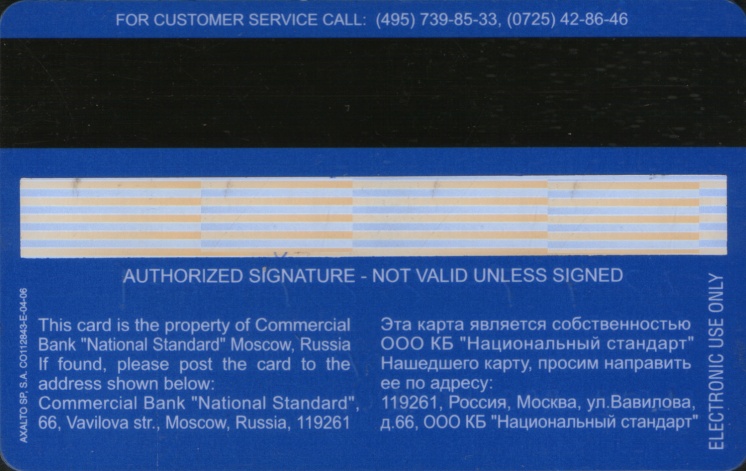 FOR CUSTOMER SERVICE CALL: (495) 739-85-33, (0725) 42-86-46
AUTHORIZED SIGNATURE - NOT VALID UNLESS SIGNED
AXALTO SP, S.A. CO112843-E-04-06
This card is the property of Commercial
Bank "National Standard" Moscow, Russia
If found, please post the card to the
address shown below:
Commercial Bank "National Standard",
66, Vavilova str., Moscow, Russia, 119261
Эта карта является собственностью
ООО КБ "Национальный стандарт"
Нашедшего карту, просим направить
ее по адресу:
119261, Россия, Москва, ул.Вавилова,
д.66, ООО КБ "Национальный стандарт"
ELECTRONIC USE ONLY